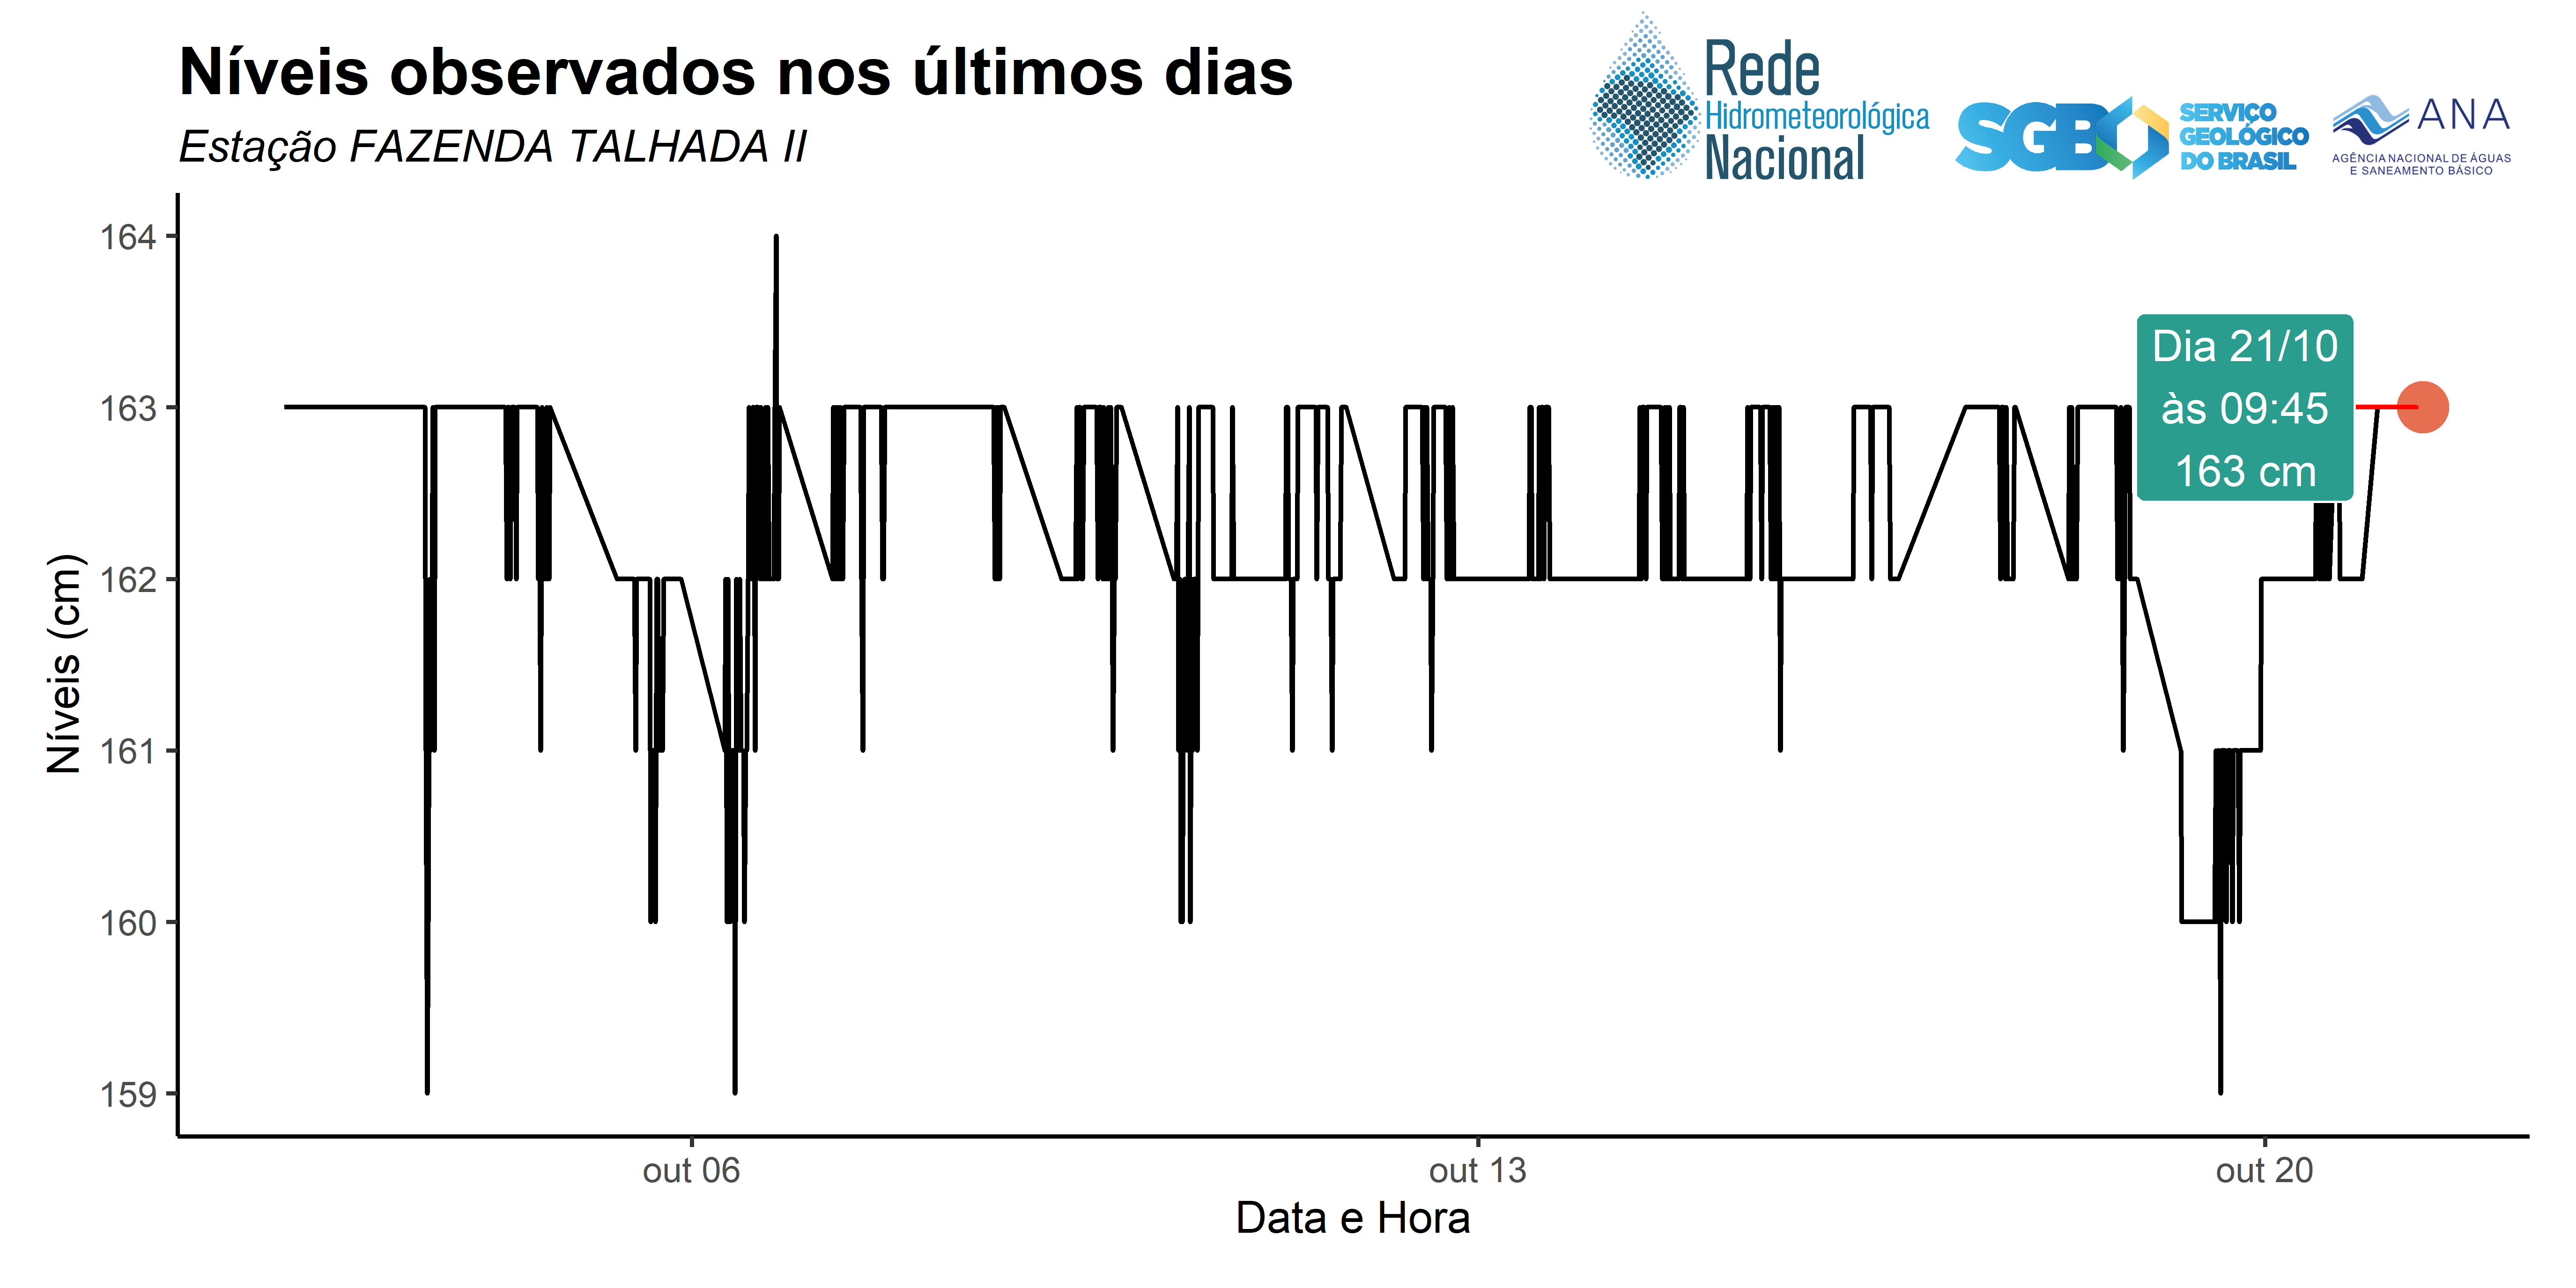 Níveis observados nos últimos dias
Estação FAZENDA TALHADA II
Rede
Hidrometeorológica
Nacional
SGB
SERVIÇO
GEOLÓGICO
DO BRASIL
ANA
AGÊNCIA NACIONAL DE ÁGUAS
E SANEAMENTO BÁSICO
Níveis (cm)
164
163
162
161
160
159
Dia 21/10
às 09:45
163 cm
out 06
out 13
out 20
Data e Hora